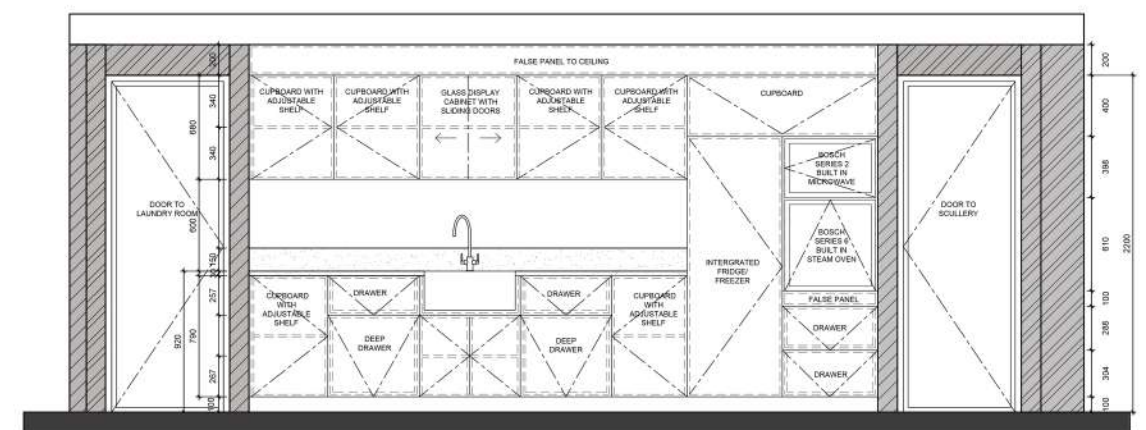 FALSE PANEL TO CEILING
CUPBOARD WITH
ADJUSTABLE
SHELF
CUPBOARD WITH
ADJUSTABLE
SHELF
GLASS DISPLAY
CABINET WITH
SLIDING DOORS
CUPBOARD WITH
ADJUSTABLE
SHELF
CUPBOARD WITH
ADJUSTABLE
SHELF
CUPBOARD
BOSCH
SERIES 2
BUILT IN
MICROWAVE
DOOR TO
LAUNDRY ROOM
DOOR TO
SCULLERY
BOSCH
SERIES 6
BUILT IN
STEAM OVEN
INTERGRATED
FRIDGE/
FREEZER
FALSE PANEL
CUPBOARD
WITH
ADJUSTABLE
SHELF
DRAWER
DRAWER
CUPBOARD
WITH
ADJUSTABLE
SHELF
DEEP
DRAWER
DEEP
DRAWER
DRAWER
DRAWER
200
340
680
340
600
150
257
790
920
267
100
200
400
398
610
100
286
304
100
2200